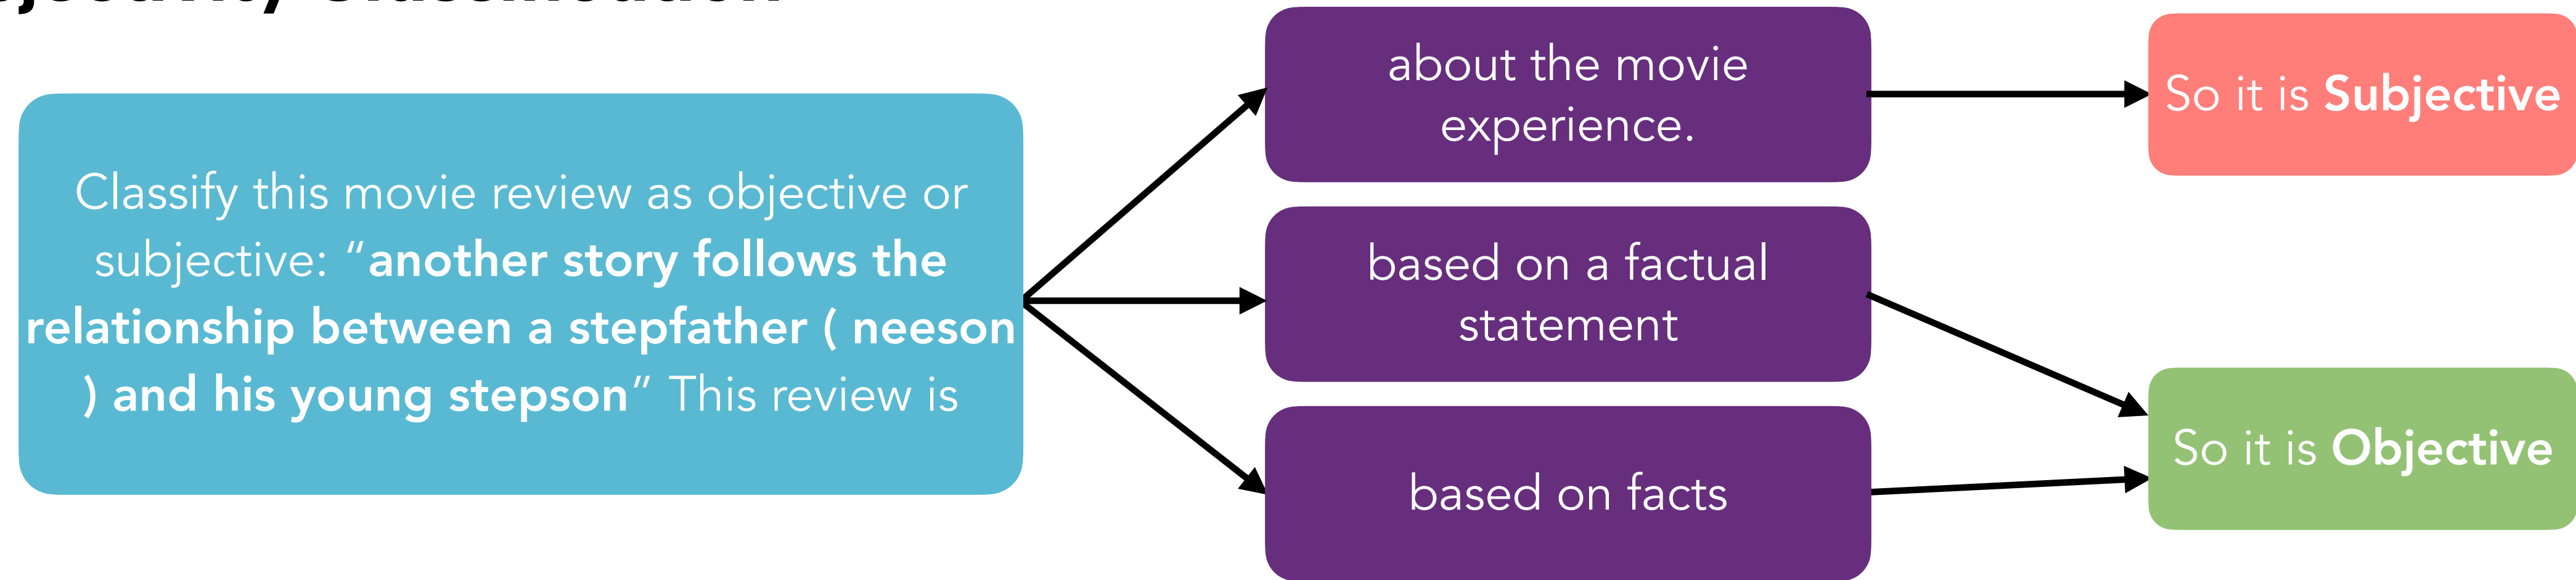 Classify this movie review as objective or
subjective: “another story follows the
relationship between a stepfather ( neeson
) and his young stepson” This review is
about the movie
experience.
based on a factual
statement
based on facts
So it is Subjective
So it is Objective